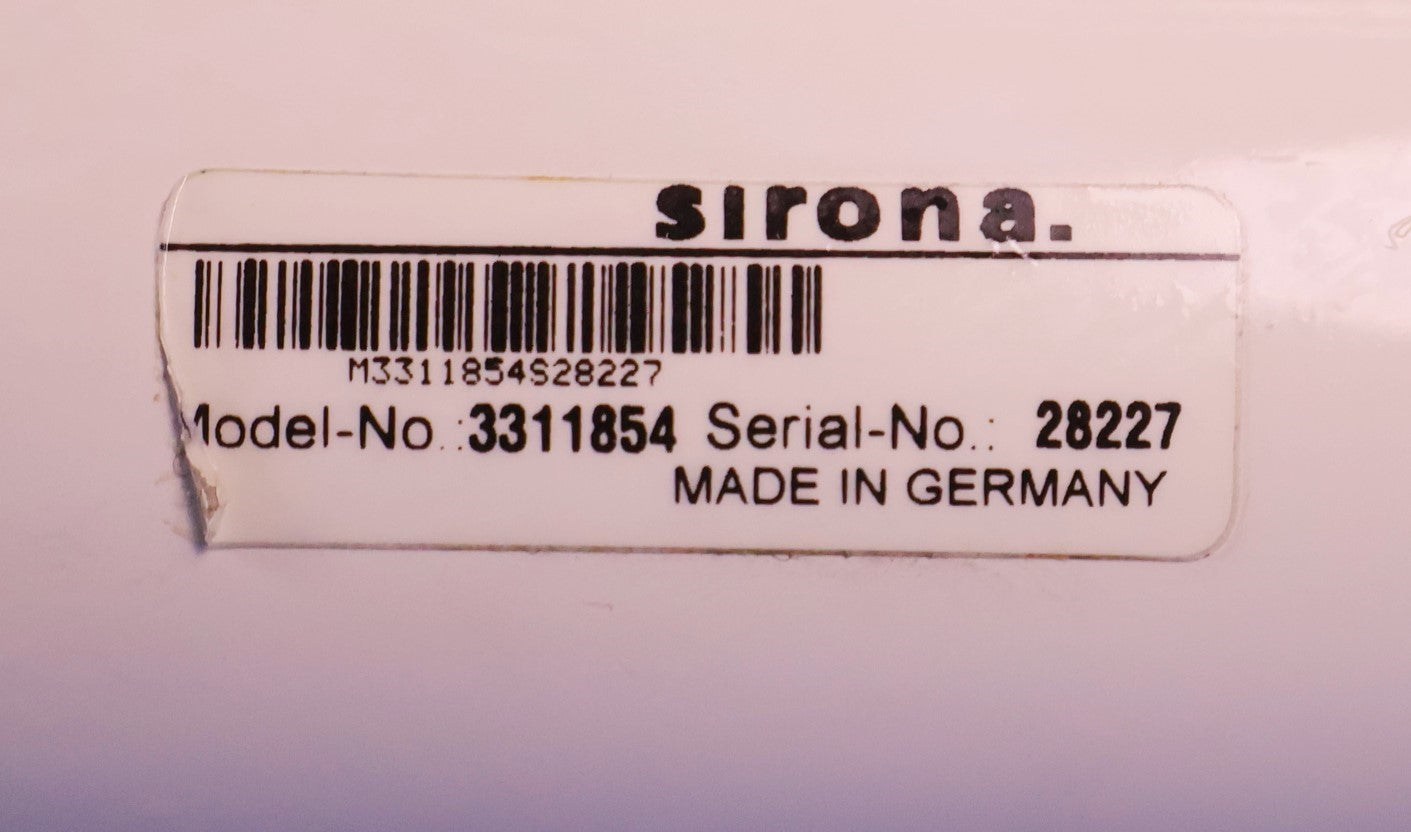 sirona.
M3311854S28227
Model-No.:3311854 Serial-No.: 28227
MADE IN GERMANY